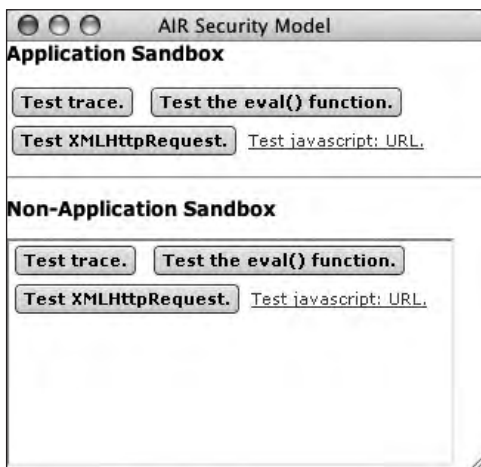 AIR Security Model
Application Sandbox
Test trace. Test the eval() function.
Test XMLHttpRequest. Test javascript: URL.
Non-Application Sandbox
Test trace. Test the eval() function.
Test XMLHttpRequest. Test javascript: URL.